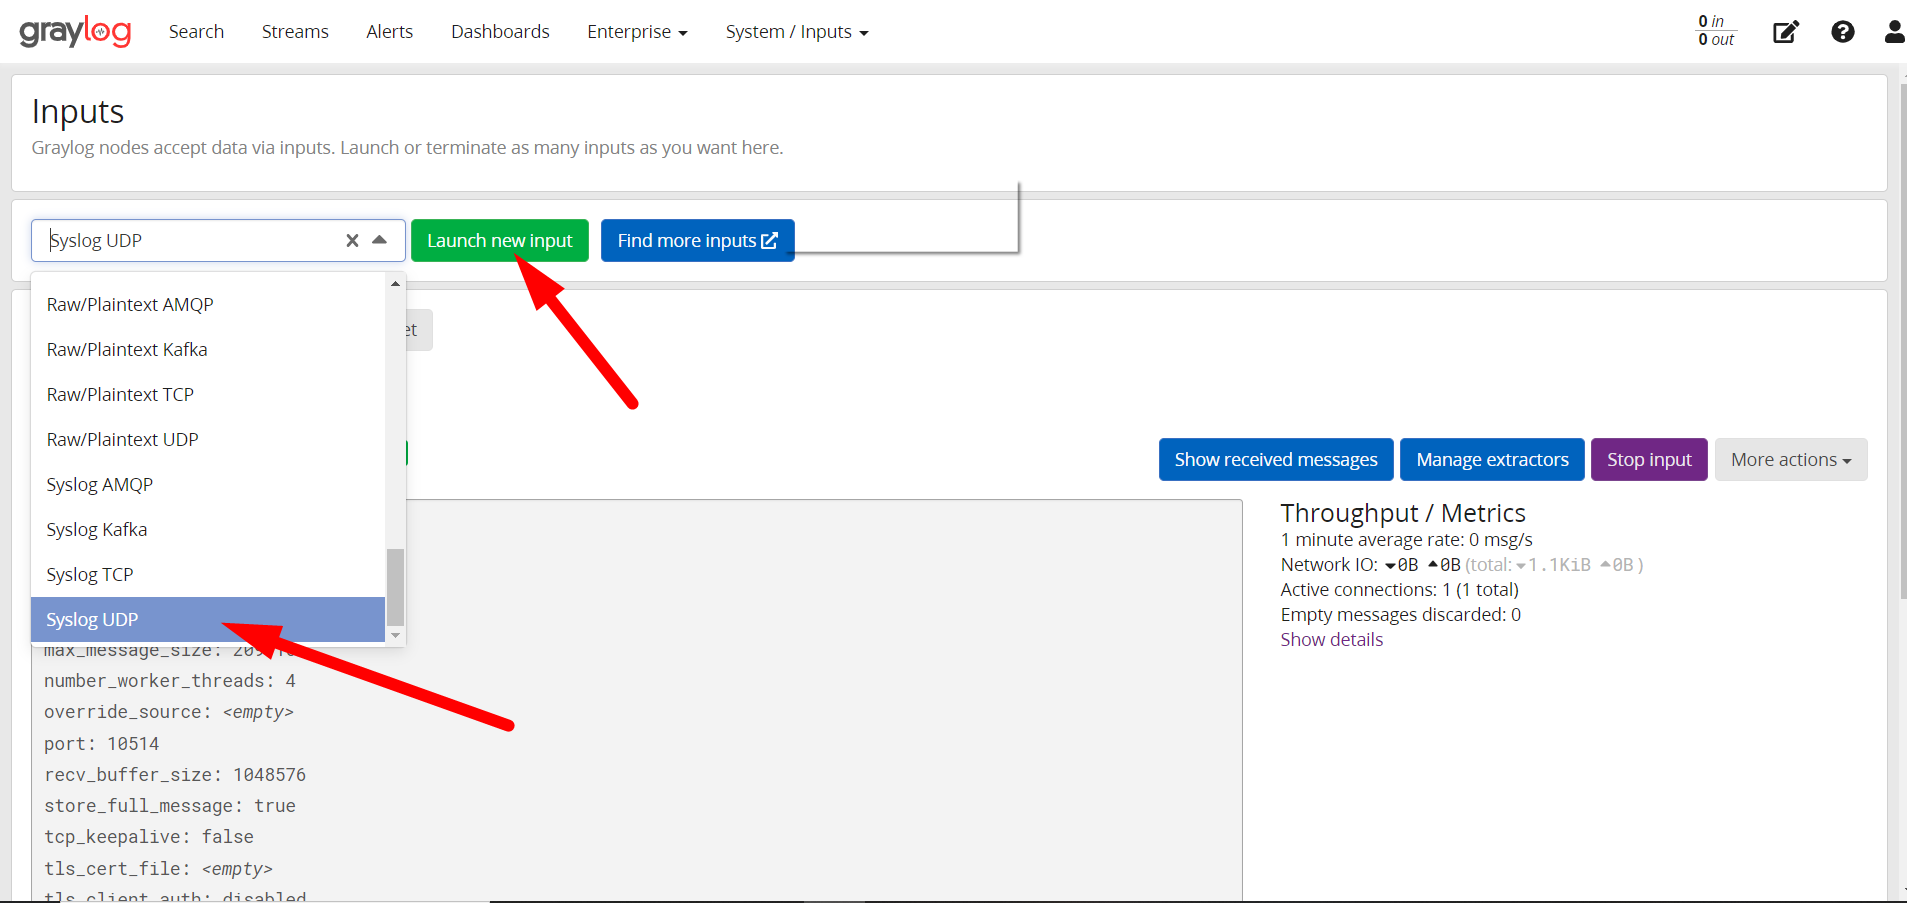 graylog Search Streams Alerts Dashboards Enterprise System / Inputs 0 in
0 out
Inputs
Graylog nodes accept data via inputs. Launch or terminate as many inputs as you want here.
Syslog UDP Launch new input Find more inputs
Raw/Plaintext AMQP
et
Raw/Plaintext Kafka
Raw/Plaintext TCP
Raw/Plaintext UDP
Show received messages Manage extractors Stop input More actions
Syslog AMQP
Syslog Kafka
Syslog TCP
Syslog UDP
Throughput / Metrics
1 minute average rate: 0 msg/s
Network IO: 0B 0B (total: 1.1KiB 0B )
Active connections: 1 (1 total)
Empty messages discarded: 0
Show details
max_message_size:
number_worker_threads: 4
override_source: <empty>
port: 10514
recv_buffer_size: 1048576
store_full_message: true
tcp_keepalive: false
tls_cert_file: <empty>
tls_client_auth: disabled